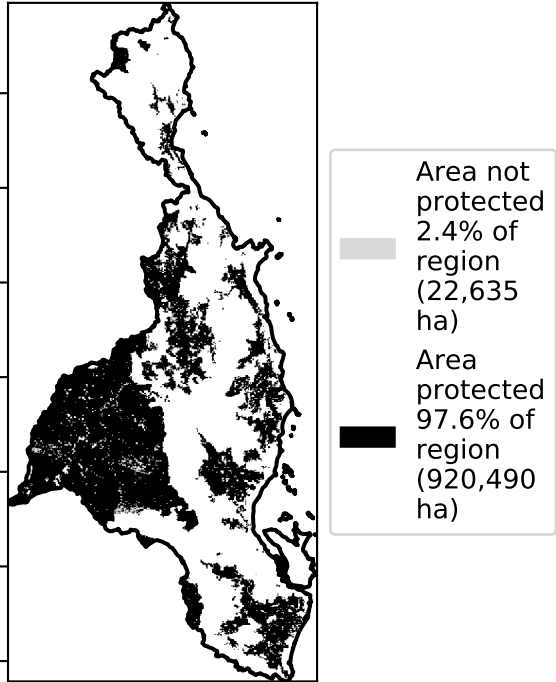 Area not
protected
2.4% of
region
(22,635
ha)
Area
protected
97.6% of
region
(920,490
ha)